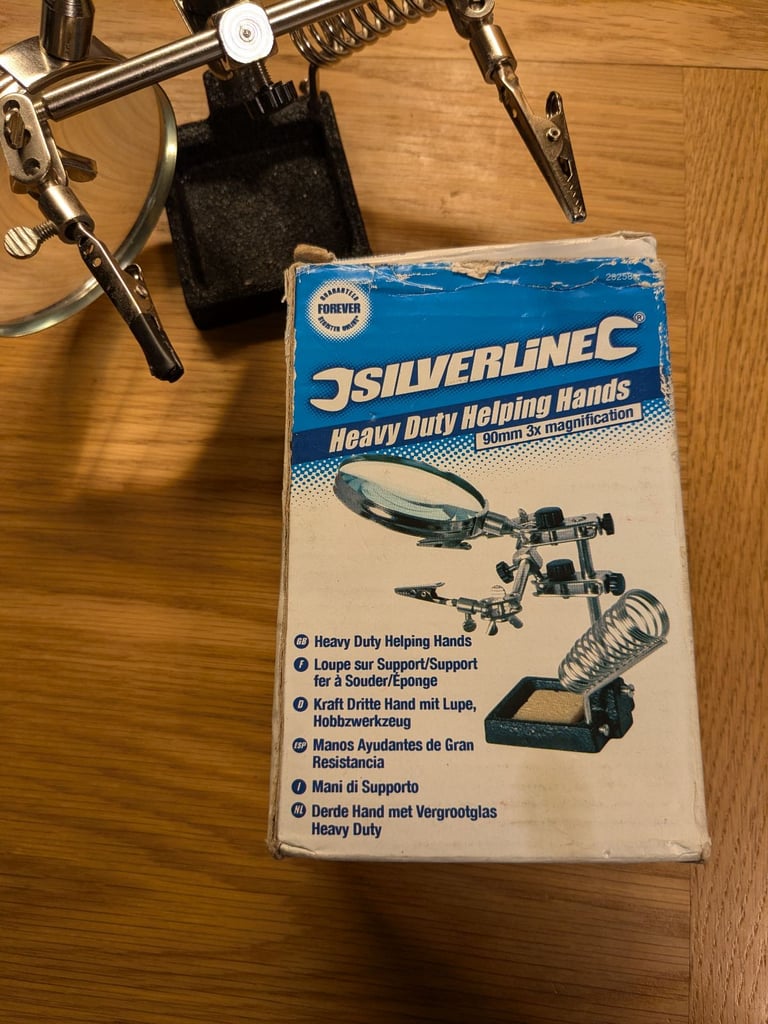 GUARANTEED
FOREVER
SILVERLINE
Heavy Duty Helping Hands
90mm 3x magnification
GB Heavy Duty Helping Hands
F Loupe sur Support/Support
fer à Souder/Éponge
D Kraft Dritte Hand mit Lupe,
Hobbzwerkzeug
ESP Manos Ayudantes de Gran
Resistancia
I Mani di Supporto
NL Derde Hand met Vergrootglas
Heavy Duty